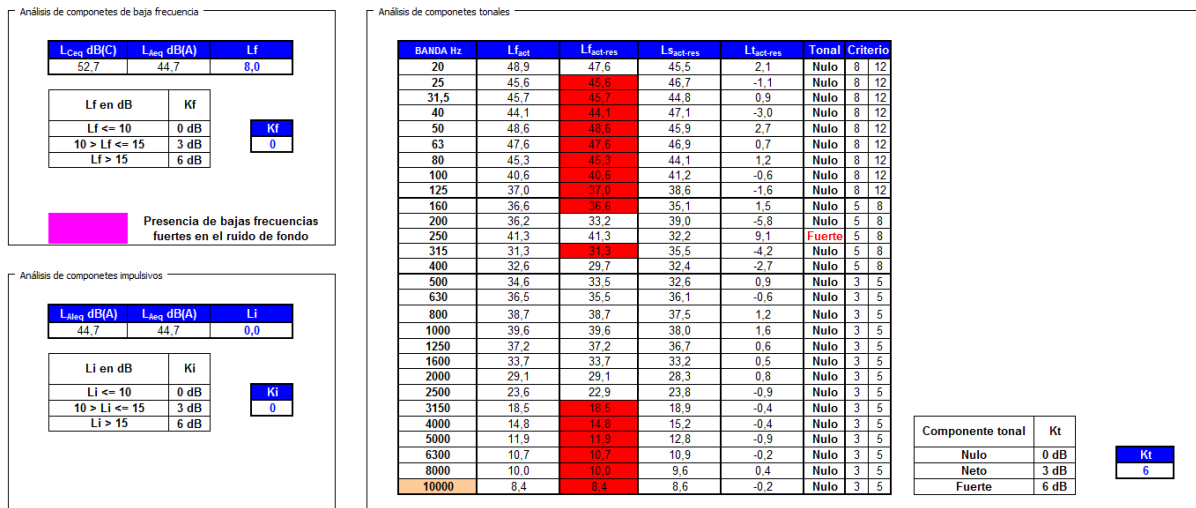 Análisis de componetes de baja frecuencia
LCeq dB(C) LAeq dB(A) Lf
52,7 44,7 8,0
Lf en dB Kf
Lf <= 10 0 dB
10 > Lf <= 15 3 dB
Lf > 15 6 dB
Kf
0
Presencia de bajas frecuencias
fuertes en el ruido de fondo
Análisis de componetes impulsivos
LAIeq dB(A) LAeq dB(A) Li
44,7 44,7 0,0
Li en dB Ki
Li <= 10 0 dB
10 > Li <= 15 3 dB
Li > 15 6 dB
Ki
0
Análisis de componetes tonales
BANDA Hz Lfact Lfact-res Lsact-res Ltact-res Tonal Criterio
20 48,9 47,6 45,5 2,1 Nulo 8 12
25 45,6 45,6 46,7 -1,1 Nulo 8 12
31,5 45,7 45,7 44,8 0,9 Nulo 8 12
40 44,1 44,1 47,1 -3,0 Nulo 8 12
50 48,6 48,6 45,9 2,7 Nulo 8 12
63 47,6 47,6 46,9 0,7 Nulo 8 12
80 45,3 45,3 44,1 1,2 Nulo 8 12
100 40,6 40,6 41,2 -0,6 Nulo 8 12
125 37,0 37,0 38,6 -1,6 Nulo 8 12
160 36,6 36,6 35,1 1,5 Nulo 5 8
200 36,2 33,2 39,0 -5,8 Nulo 5 8
250 41,3 41,3 32,2 9,1 Fuerte 5 8
315 31,3 31,3 35,5 -4,2 Nulo 5 8
400 32,6 29,7 32,4 -2,7 Nulo 5 8
500 34,6 33,5 32,6 0,9 Nulo 3 5
630 36,5 35,5 36,1 -0,6 Nulo 3 5
800 38,7 38,7 37,5 1,2 Nulo 3 5
1000 39,6 39,6 38,0 1,6 Nulo 3 5
1250 37,2 37,2 36,7 0,6 Nulo 3 5
1600 33,7 33,7 33,2 0,5 Nulo 3 5
2000 29,1 29,1 28,3 0,8 Nulo 3 5
2500 23,6 22,9 23,8 -0,9 Nulo 3 5
3150 18,5 18,5 18,9 -0,4 Nulo 3 5
4000 14,8 14,8 15,2 -0,4 Nulo 3 5
5000 11,9 11,9 12,8 -0,9 Nulo 3 5
6300 10,7 10,7 10,9 -0,2 Nulo 3 5
8000 10,0 10,0 9,6 0,4 Nulo 3 5
10000 8,4 8,4 8,6 -0,2 Nulo 3 5
Componente tonal Kt
Nulo 0 dB
Neto 3 dB
Fuerte 6 dB
Kt
6